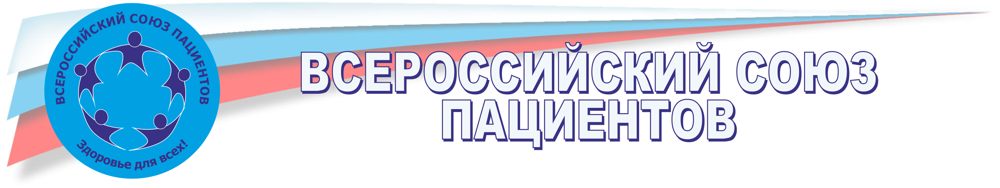 ВСЕРОССИЙСКИЙ СОЮЗ ПАЦИЕНТОВ
Здоровье для всех!
ВСЕРОССИЙСКИЙ СОЮЗ
ПАЦИЕНТОВ